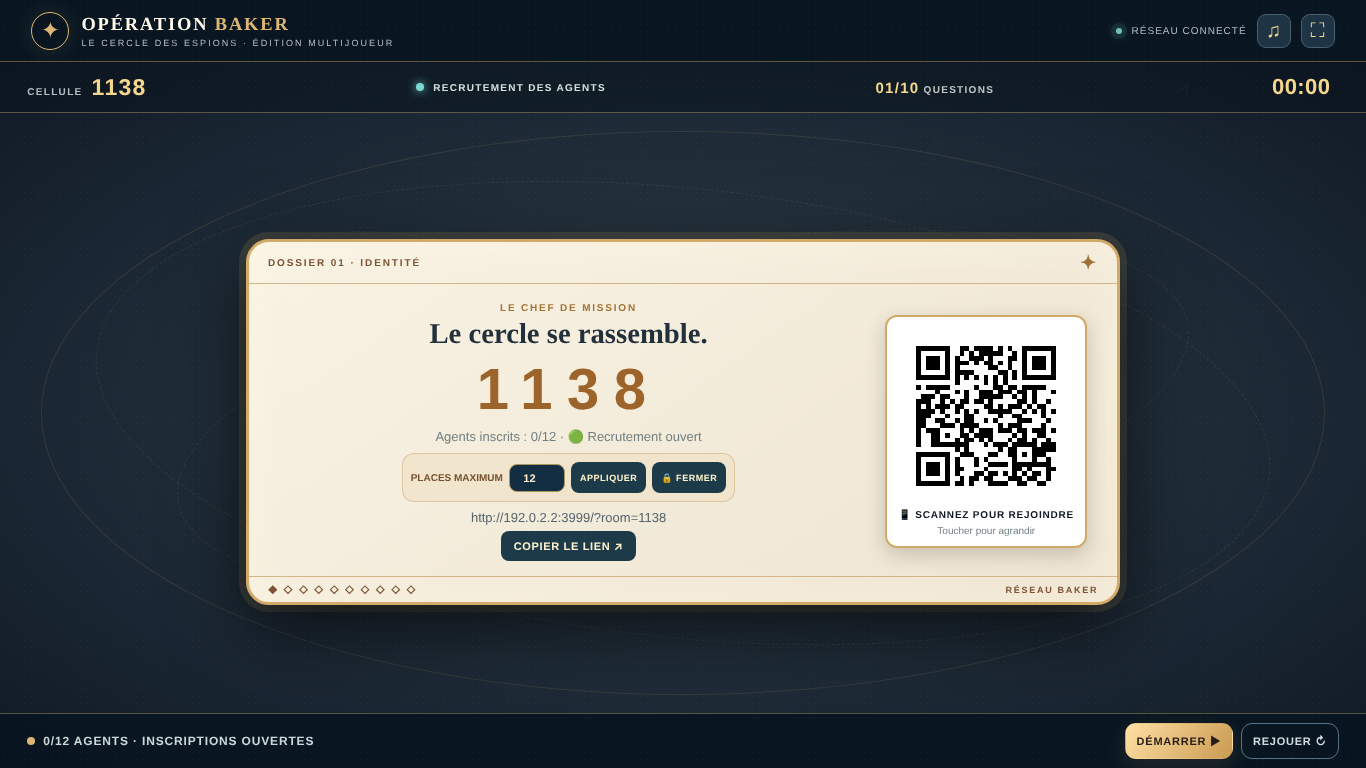 OPÉRATION BAKER
LE CERCLE DES ESPIONS · ÉDITION MULTIJOUEUR
RÉSEAU CONNECTÉ
CELLULE 1138
RECRUTEMENT DES AGENTS
01/10 QUESTIONS
00:00
DOSSIER 01 · IDENTITÉ
LE CHEF DE MISSION
Le cercle se rassemble.
1138
Agents inscrits : 0/12 · 🟢 Recrutement ouvert
PLACES MAXIMUM 12 APPLIQUER 🔒 FERMER
http://192.0.2.2:3999/?room=1138
COPIER LE LIEN ↗
📱 SCANNEZ POUR REJOINDRE
Toucher pour agrandir
RÉSEAU BAKER
0/12 AGENTS · INSCRIPTIONS OUVERTES
DÉMARRER ▶
REJOUER ↻